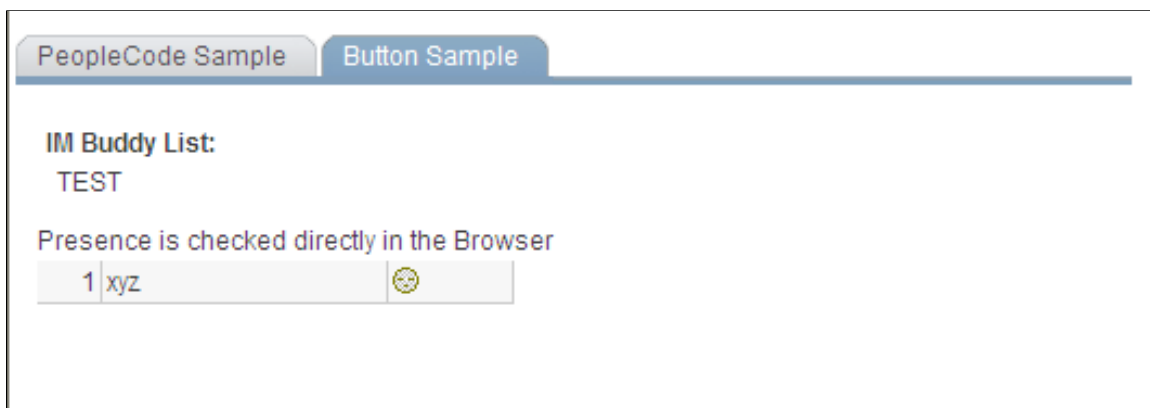 PeopleCode Sample Button Sample
IM Buddy List:
TEST
Presence is checked directly in the Browser
1 xyz